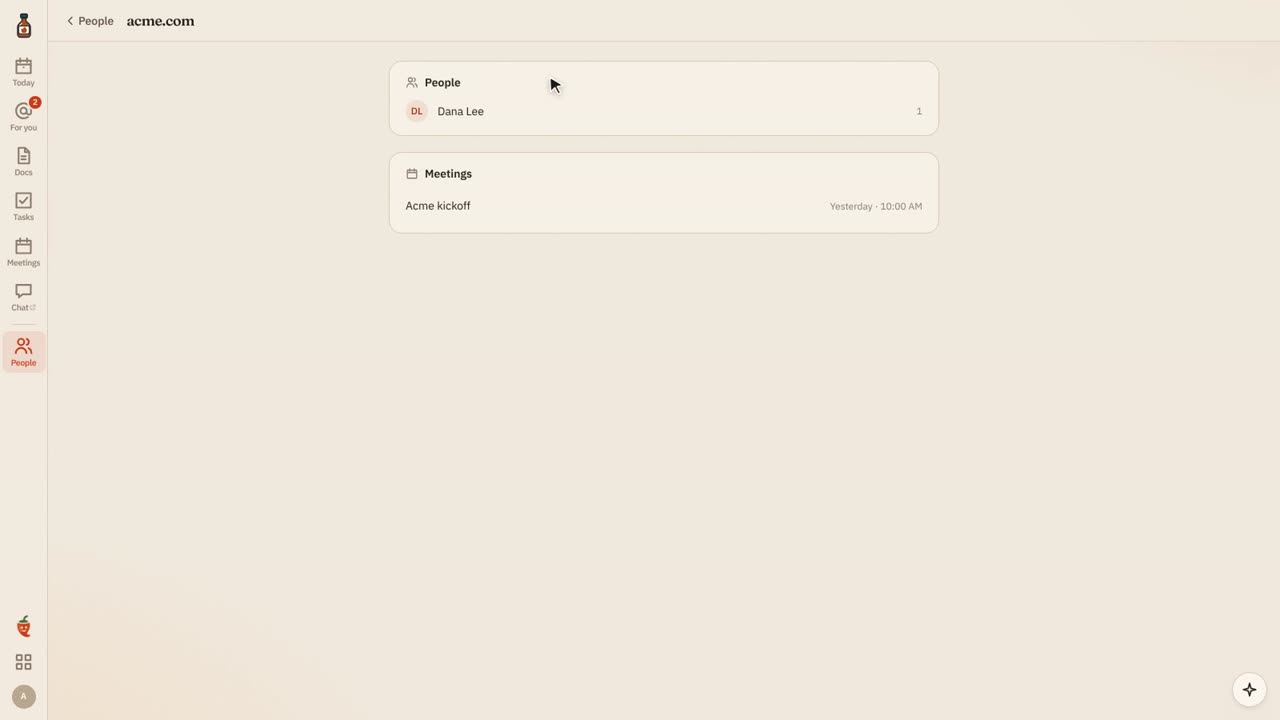 People
acme.com
Today
2
For you
Docs
Tasks
Meetings
Chat
People
People
DL Dana Lee 1
Meetings
Acme kickoff Yesterday · 10:00 AM
A